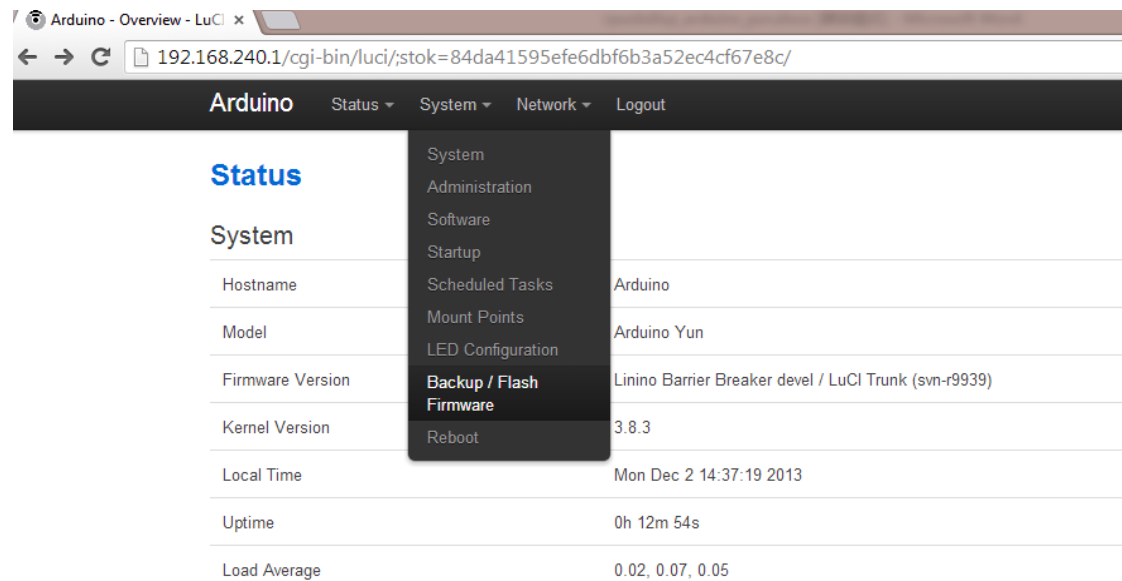 Arduino - Overview - LuCI
192.168.240.1/cgi-bin/luci/;stok=84da41595efe6dbf6b3a52ec4cf67e8c/
Arduino Status System Network Logout
System
Administration
Software
Startup
Scheduled Tasks
Mount Points
LED Configuration
Backup / Flash
Firmware
Reboot
Status
System
Hostname Arduino
Model Arduino Yun
Firmware Version Linino Barrier Breaker devel / LuCI Trunk (svn-r9939)
Kernel Version 3.8.3
Local Time Mon Dec 2 14:37:19 2013
Uptime 0h 12m 54s
Load Average 0.02, 0.07, 0.05